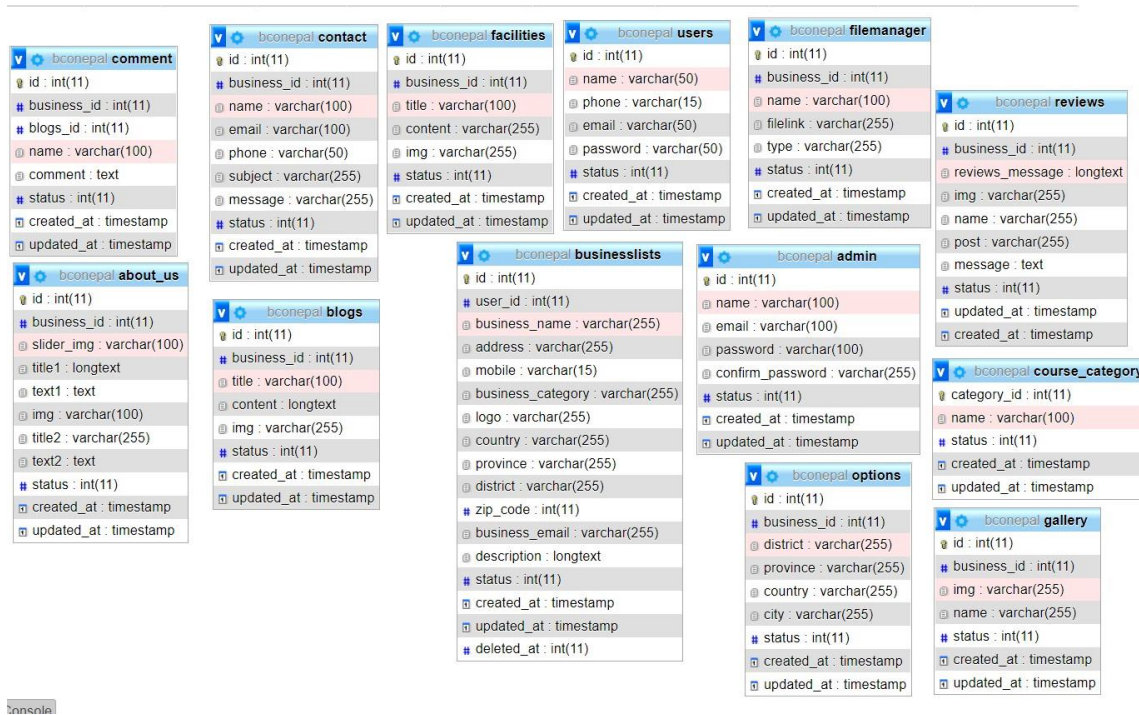 bconepal comment
id : int(11)
business_id : int(11)
blogs_id : int(11)
name : varchar(100)
comment : text
status : int(11)
created_at : timestamp
updated_at : timestamp
bconepal contact
id : int(11)
business_id : int(11)
name : varchar(100)
email : varchar(100)
phone : varchar(50)
subject : varchar(255)
message : varchar(255)
status : int(11)
created_at : timestamp
updated_at : timestamp
bconepal facilities
id : int(11)
business_id : int(11)
title : varchar(100)
content : varchar(255)
img : varchar(255)
status : int(11)
created_at : timestamp
updated_at : timestamp
bconepal users
id : int(11)
name : varchar(50)
phone : varchar(15)
email : varchar(50)
password : varchar(50)
status : int(11)
created_at : timestamp
updated_at : timestamp
bconepal filemanager
id : int(11)
business_id : int(11)
name : varchar(100)
filelink : varchar(255)
type : varchar(255)
status : int(11)
created_at : timestamp
updated_at : timestamp
bconepal reviews
id : int(11)
business_id : int(11)
reviews_message : longtext
img : varchar(255)
name : varchar(255)
post : varchar(255)
message : text
status : int(11)
updated_at : timestamp
created_at : timestamp
bconepal about_us
id : int(11)
business_id : int(11)
slider_img : varchar(100)
title1 : longtext
text1 : text
img : varchar(100)
title2 : varchar(255)
text2 : text
status : int(11)
created_at : timestamp
updated_at : timestamp
bconepal blogs
id : int(11)
business_id : int(11)
title : varchar(100)
content : longtext
img : varchar(255)
status : int(11)
created_at : timestamp
updated_at : timestamp
bconepal businesslists
id : int(11)
user_id : int(11)
business_name : varchar(255)
address : varchar(255)
mobile : varchar(15)
business_category : varchar(255)
logo : varchar(255)
country : varchar(255)
province : varchar(255)
district : varchar(255)
zip_code : int(11)
business_email : varchar(255)
description : longtext
status : int(11)
created_at : timestamp
updated_at : timestamp
deleted_at : int(11)
bconepal admin
id : int(11)
name : varchar(100)
email : varchar(100)
password : varchar(100)
confirm_password : varchar(255)
status : int(11)
created_at : timestamp
updated_at : timestamp
bconepal course_category
category_id : int(11)
name : varchar(100)
status : int(11)
created_at : timestamp
updated_at : timestamp
bconepal options
id : int(11)
business_id : int(11)
district : varchar(255)
province : varchar(255)
country : varchar(255)
city : varchar(255)
status : int(11)
created_at : timestamp
updated_at : timestamp
bconepal gallery
id : int(11)
business_id : int(11)
img : varchar(255)
name : varchar(255)
status : int(11)
created_at : timestamp
updated_at : timestamp
Console